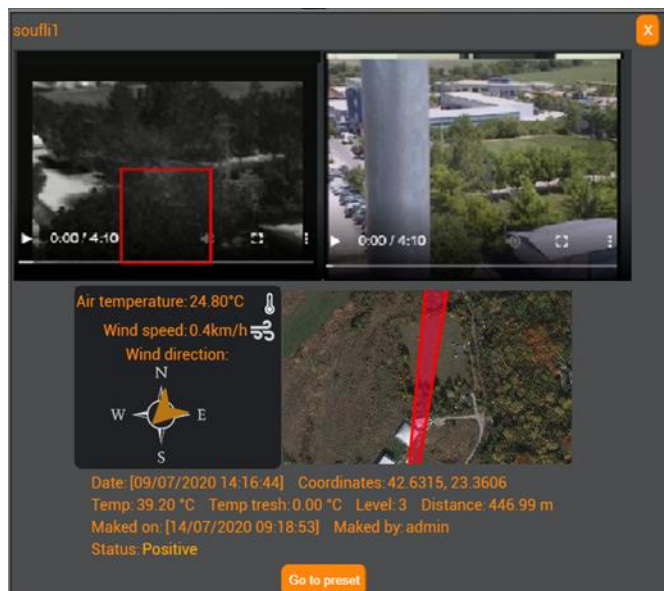 soufli1
X
0:00 / 4:10
0:00 / 4:10
Air temperature: 24.80°C
Wind speed: 0.4km/h
Wind direction:
N
W E
S
Date: [09/07/2020 14:16:44] Coordinates: 42.6315, 23.3606
Temp: 39.20 °C Temp tresh: 0.00 °C Level: 3 Distance: 446.99 m
Maked on: [14/07/2020 09:18:53] Maked by: admin
Status: Positive
Go to preset